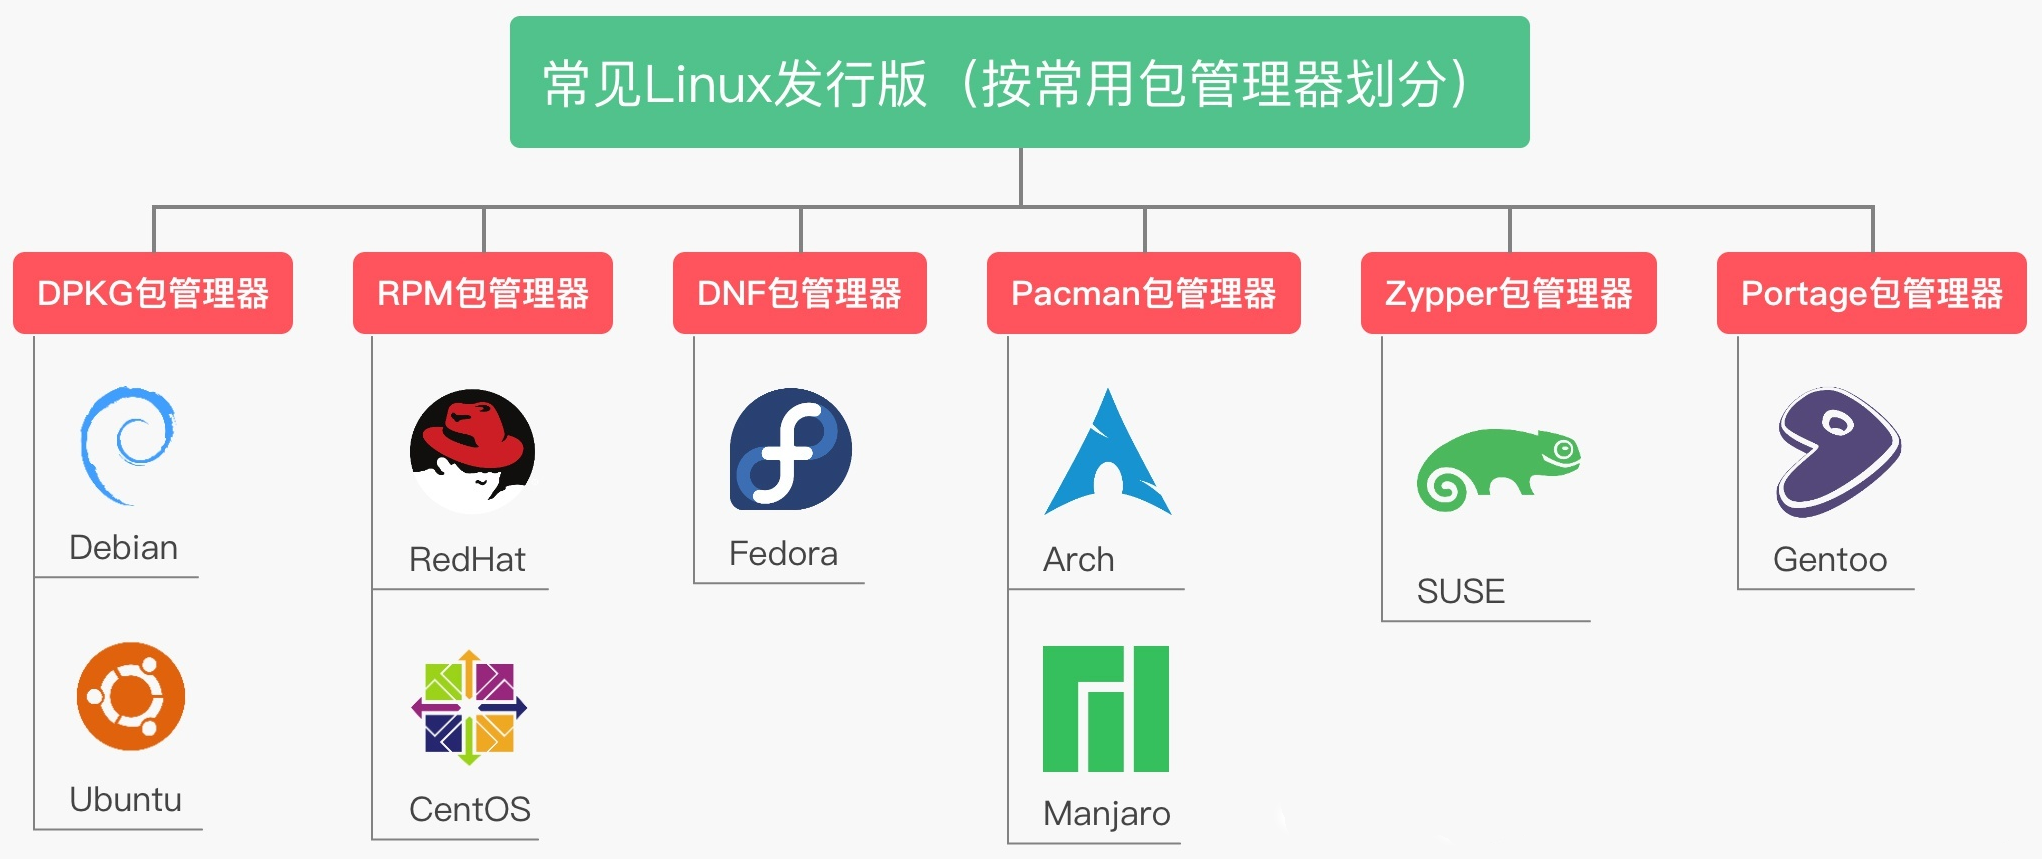 常见Linux发行版（按常用包管理器划分）
DPKG包管理器
RPM包管理器
DNF包管理器
Pacman包管理器
Zypper包管理器
Portage包管理器
Debian
RedHat
Fedora
Arch
SUSE
Gentoo
Ubuntu
CentOS
Manjaro